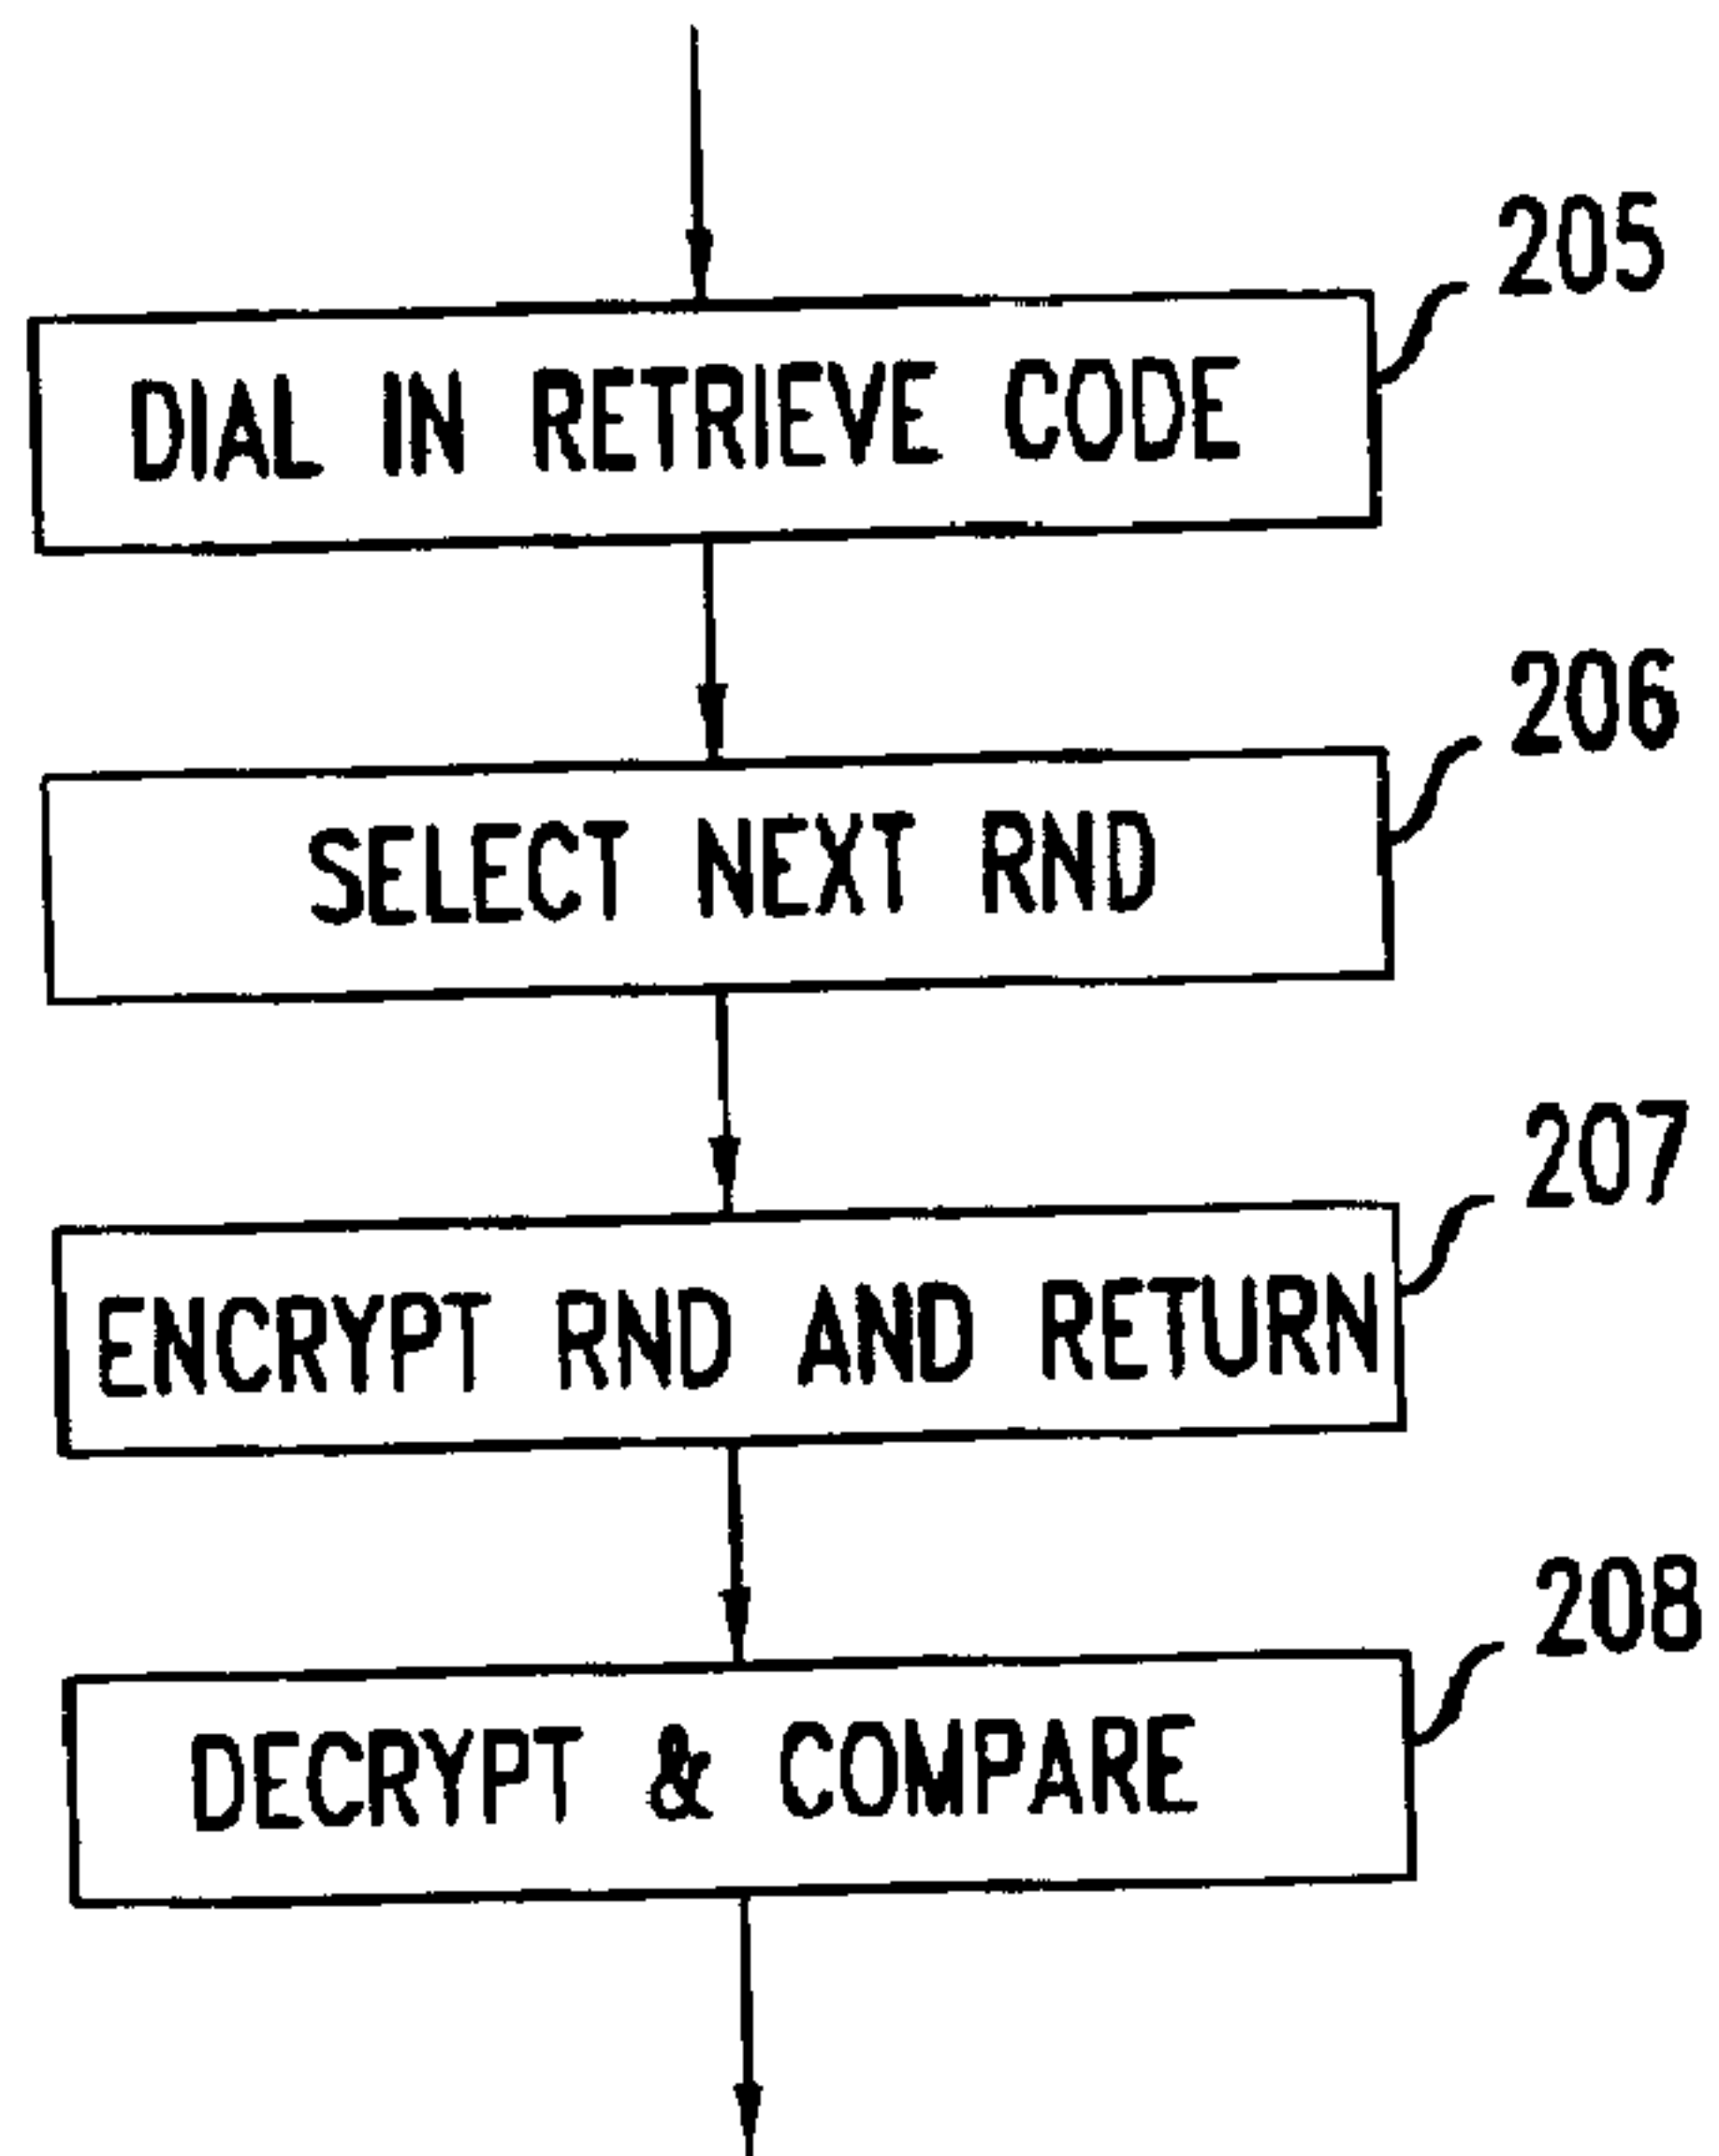 205
DIAL IN RETRIEVE CODE
206
SELECT NEXT RND
207
ENCRYPT RND AND RETURN
208
DECRYPT & COMPARE